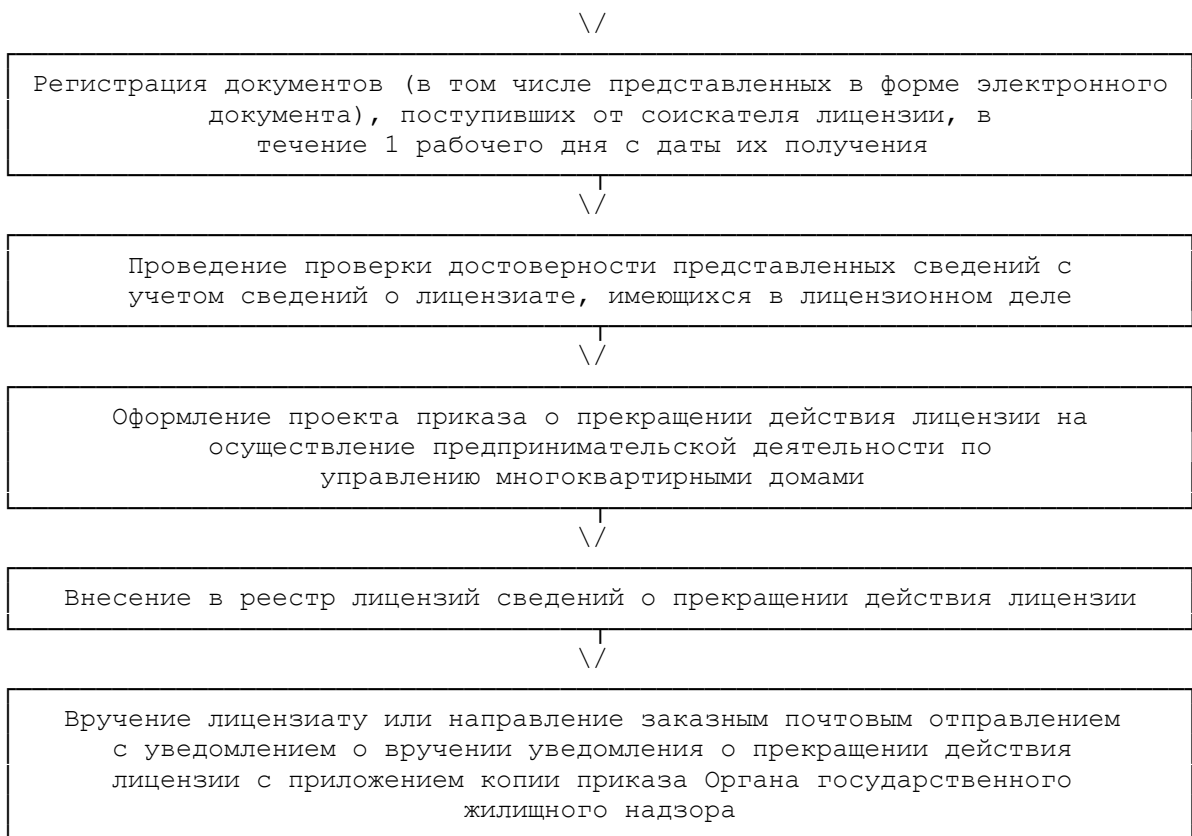 \/
Регистрация документов (в том числе представленных в форме электронного
документа), поступивших от соискателя лицензии, в
течение 1 рабочего дня с даты их получения
\/
Проведение проверки достоверности представленных сведений с
учетом сведений о лицензиате, имеющихся в лицензионном деле
\/
Оформление проекта приказа о прекращении действия лицензии на
осуществление предпринимательской деятельности по
управлению многоквартирными домами
\/
Внесение в реестр лицензий сведений о прекращении действия лицензии
\/
Вручение лицензиату или направление заказным почтовым отправлением
с уведомлением о вручении уведомления о прекращении действия
лицензии с приложением копии приказа Органа государственного
жилищного надзора